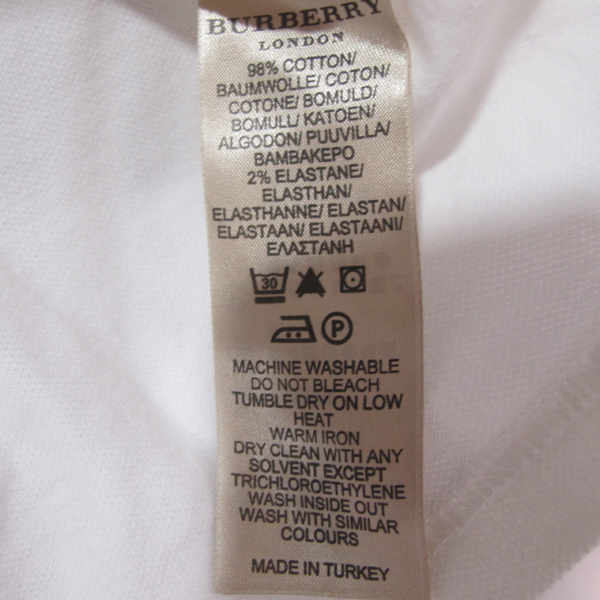 BURBERRY
LONDON
98% COTTON/
BAUMWOLLE/ COTON/
COTONE/ BOMULD/
BOMULL/ KATOEN/
ALGODON/ PUUVILLA/
BAMBAKEPO
2% ELASTANE/
ELASTHAN/
ELASTHANNE/ ELASTAN/
ELASTAAN/ ELASTAANI/
ΕΛΑΣΤΑΝΗ
30
P
MACHINE WASHABLE
DO NOT BLEACH
TUMBLE DRY ON LOW
HEAT
WARM IRON
DRY CLEAN WITH ANY
SOLVENT EXCEPT
TRICHLOROETHYLENE
WASH INSIDE OUT
WASH WITH SIMILAR
COLOURS
MADE IN TURKEY